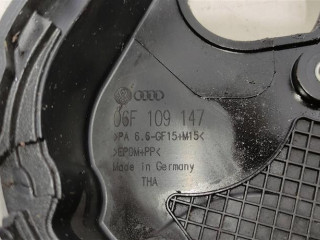 06F 109 147
>PA 6.6-GF15+M15<
>EPDM+PP<
Made in Germany
THA